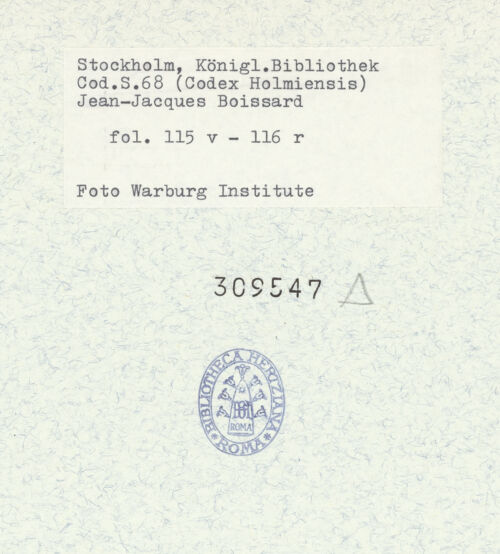 Stockholm, Königl.Bibliothek
Cod.S.68 (Codex Holmiensis)
Jean-Jacques Boissard
fol. 115 v - 116 r
Foto Warburg Institute
309547 Δ
BIBLIOTHECA HERTZIANA
ROMA
* ROMA *